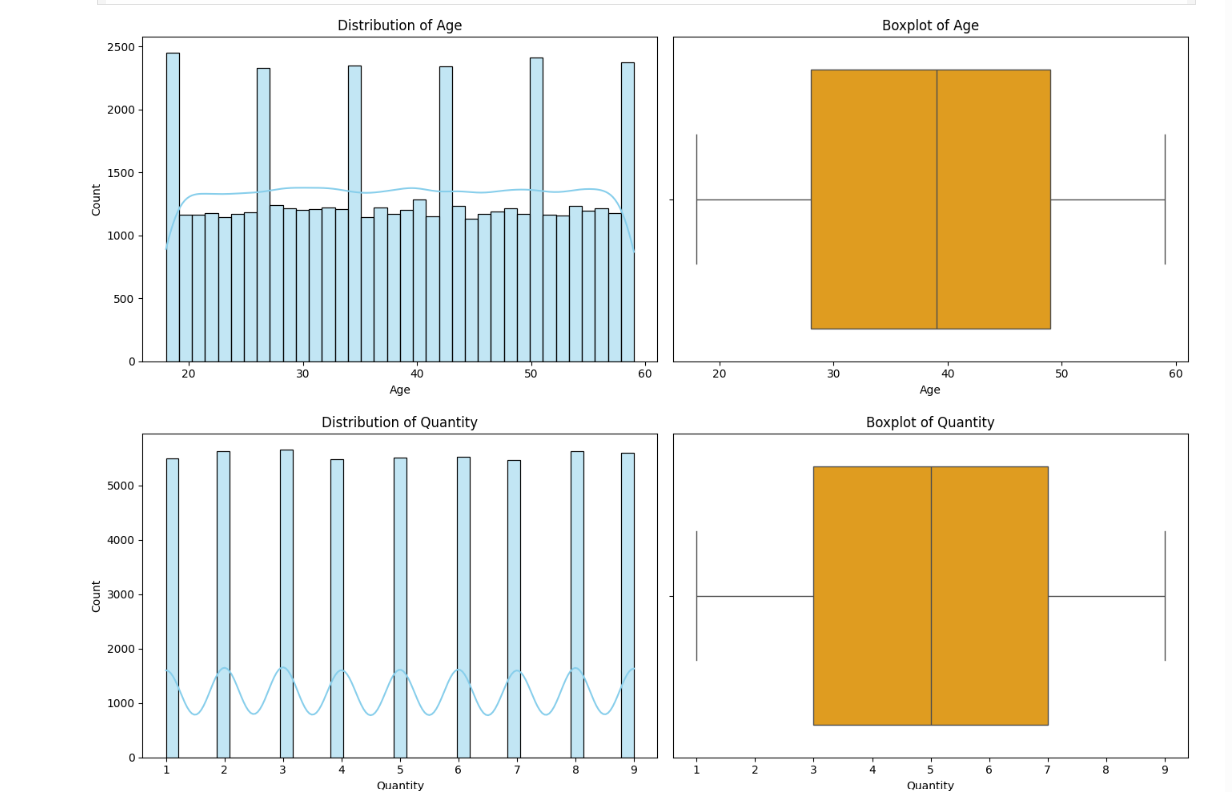 Distribution of Age
2500
2000
1500
1000
500
0
Count
20 30 40 50 60
Age
Boxplot of Age
20 30 40 50 60
Age
Distribution of Quantity
5000
4000
3000
2000
1000
0
Count
1 2 3 4 5 6 7 8 9
Quantity
Boxplot of Quantity
1 2 3 4 5 6 7 8 9
Quantity